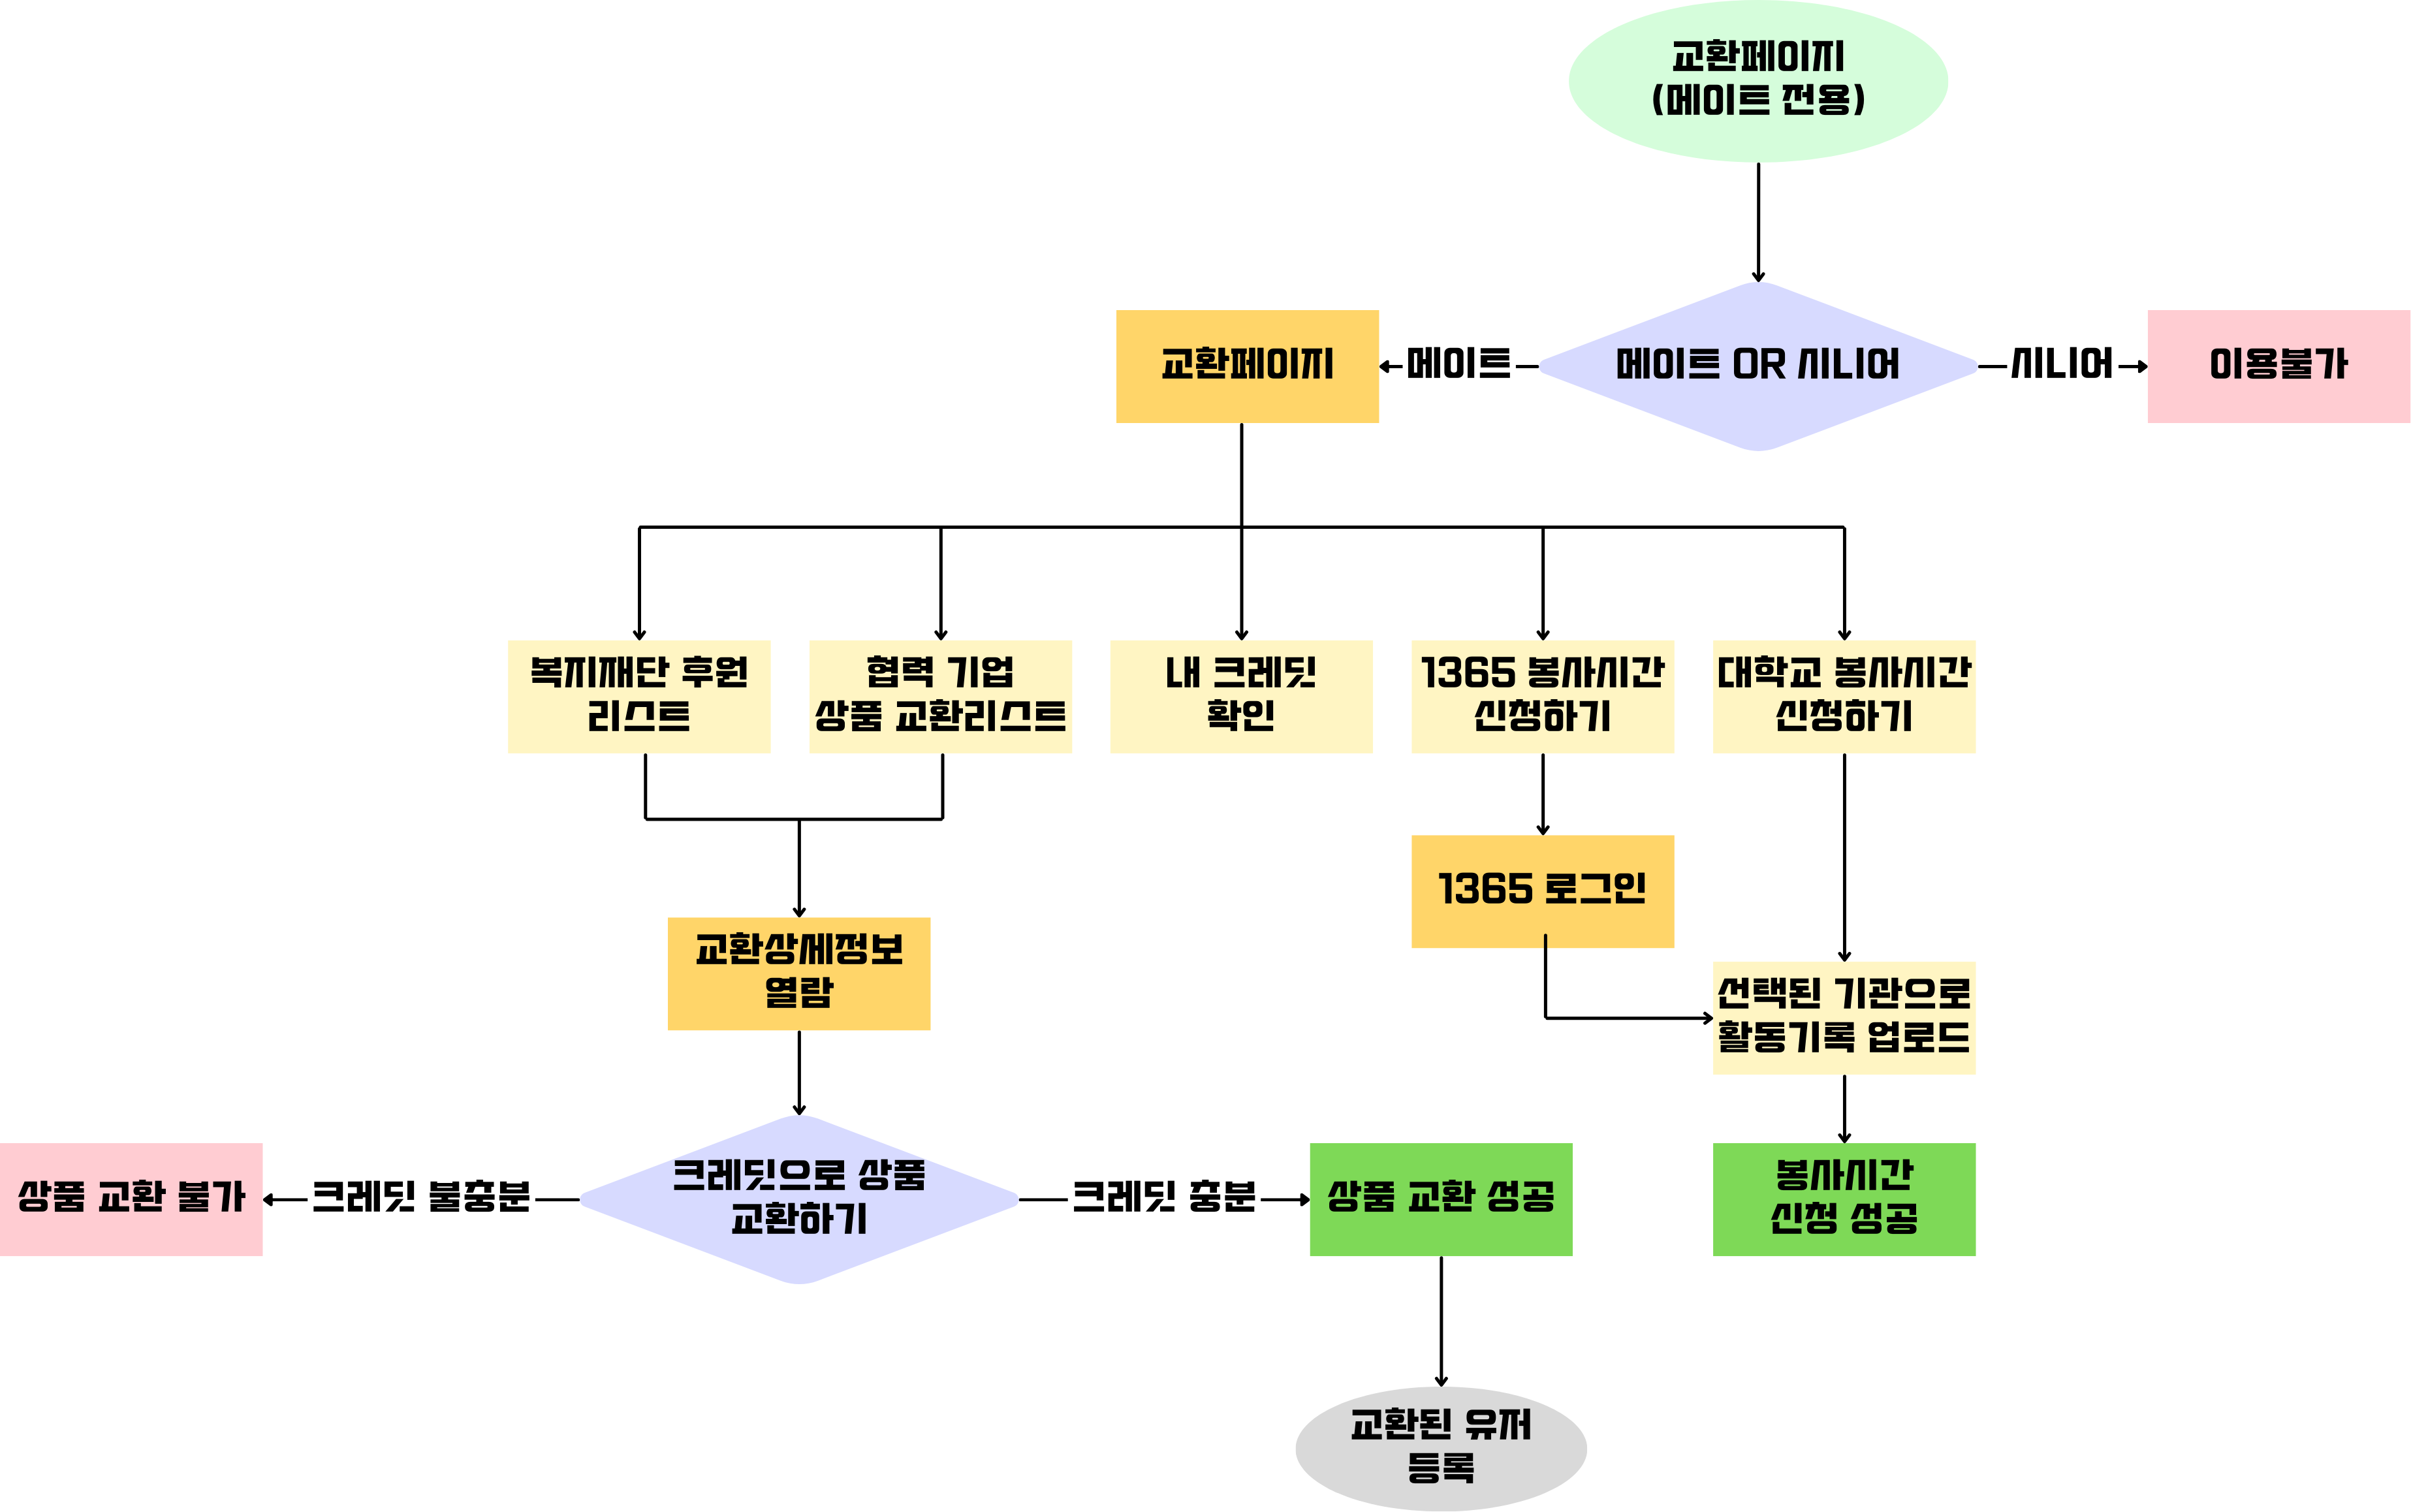 교환페이지
(메이트 전용)
교환페이지
메이트
메이트 OR 시니어
시니어
이용불가
복지재단 후원
리스트
협력 기업
상품 교환리스트
내 크레딧
확인
1365 봉사시간
신청하기
대학교 봉사시간
신청하기
1365 로그인
교환상세정보
열람
선택된 기관으로
활동기록 업로드
상품 교환 불가
크레딧 불충분
크레딧으로 상품
교환하기
크레딧 충분
상품 교환 성공
봉사시간
신청 성공
교환된 유저
등록